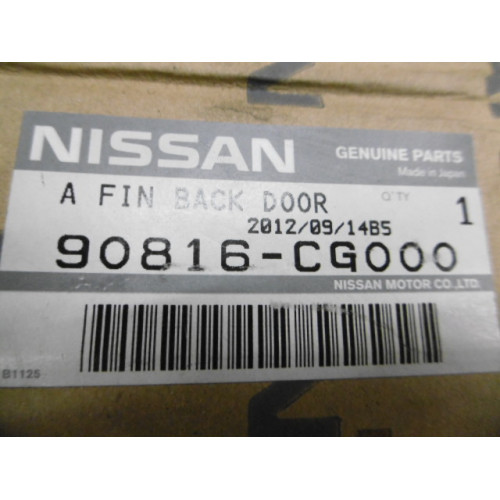 NISSAN
GENUINE PARTS
Made in Japan
A FIN BACK DOOR
Q'TY
1
2012/09/14B5
90816-CG000
NISSAN MOTOR CO.,LTD.
B1125